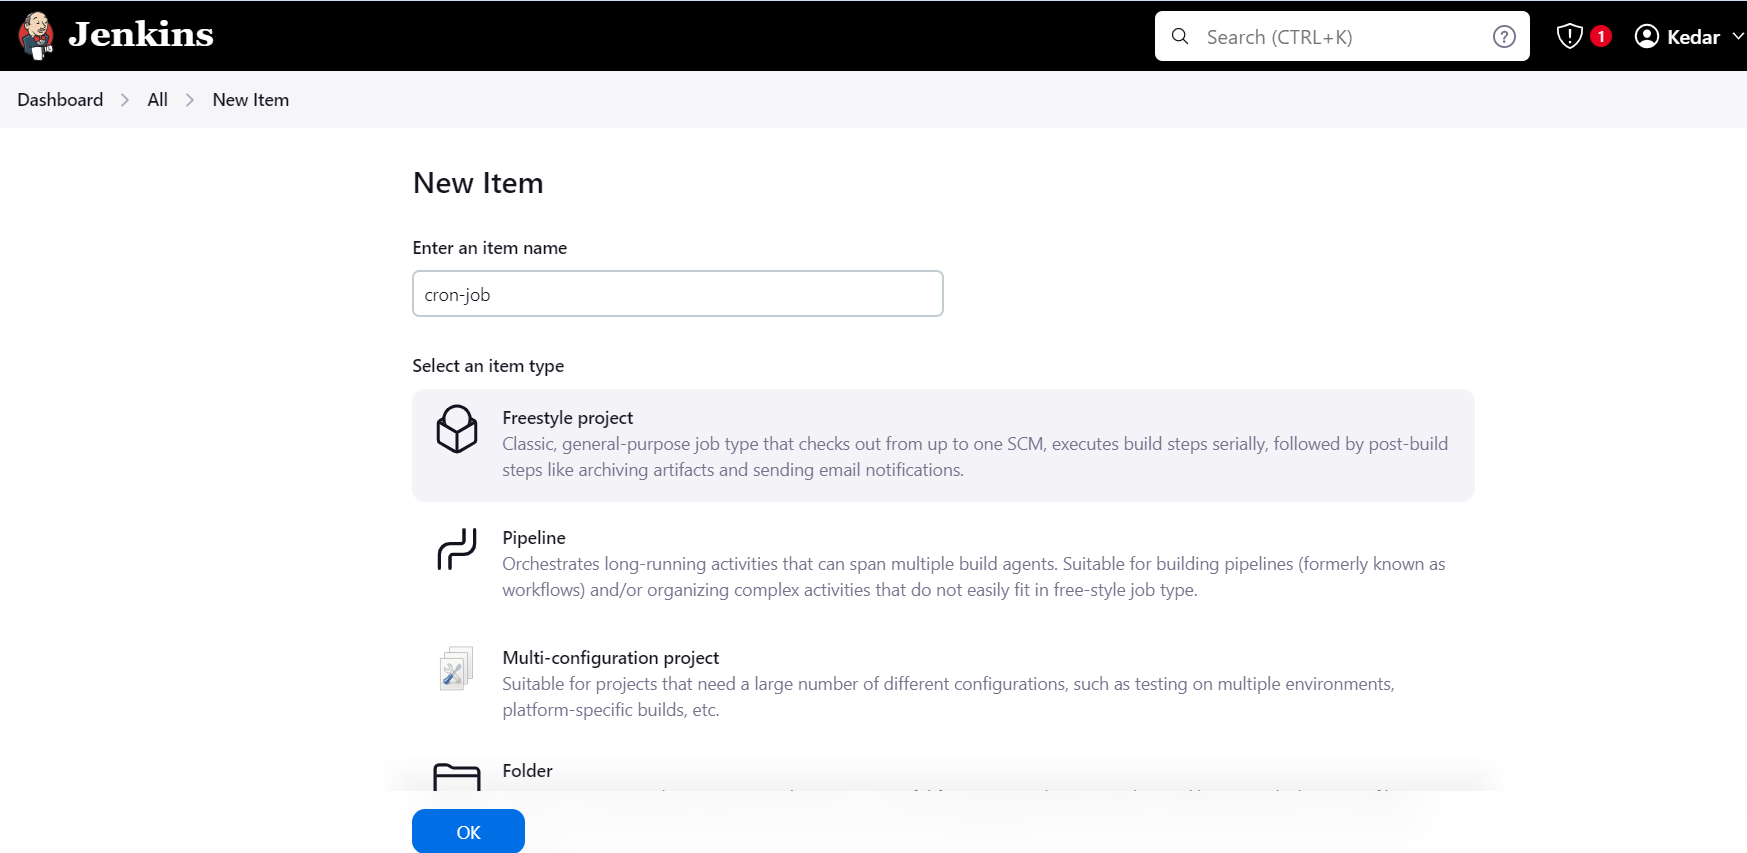 Jenkins
Search (CTRL+K)
?
1
Kedar
Dashboard
All
New Item
New Item
Enter an item name
cron-job
Select an item type
Freestyle project
Classic, general-purpose job type that checks out from up to one SCM, executes build steps serially, followed by post-build
steps like archiving artifacts and sending email notifications.
Pipeline
Orchestrates long-running activities that can span multiple build agents. Suitable for building pipelines (formerly known as
workflows) and/or organizing complex activities that do not easily fit in free-style job type.
Multi-configuration project
Suitable for projects that need a large number of different configurations, such as testing on multiple environments,
platform-specific builds, etc.
Folder
OK